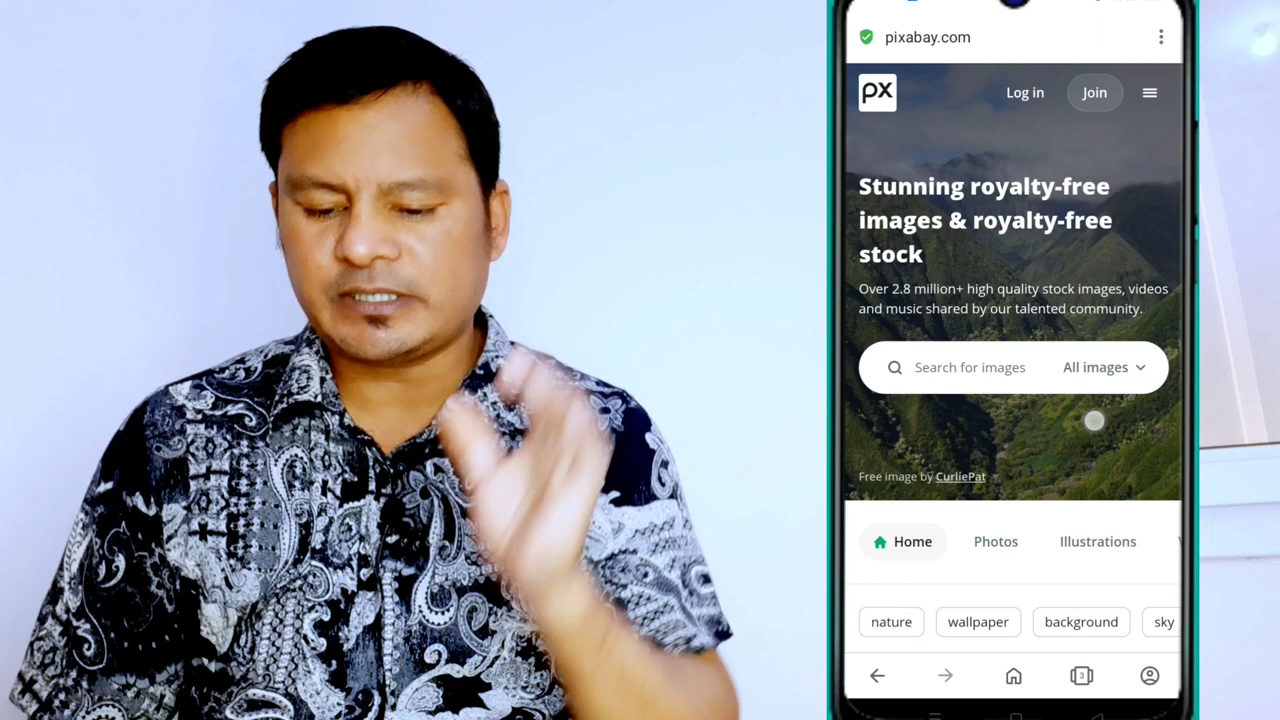 pixabay.com
px
Log in
Join
Stunning royalty-free
images & royalty-free
stock
Over 2.8 million+ high quality stock images, videos
and music shared by our talented community.
Search for images
All images
Free image by CurliePat
Home
Photos
Illustrations
nature
wallpaper
background
sky
3